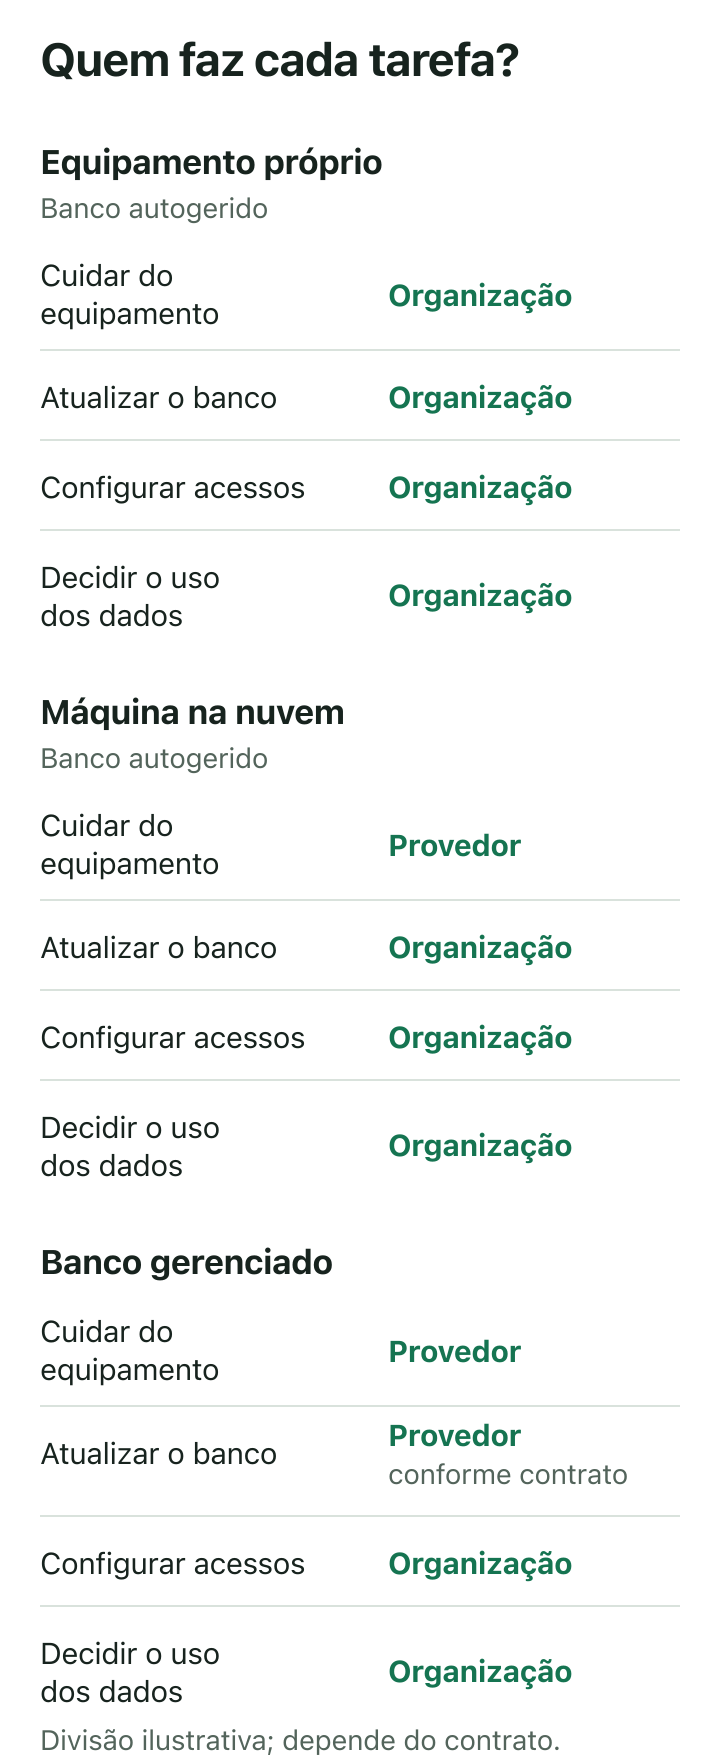 Quem faz cada tarefa?
Equipamento próprio
Banco autogerido
Cuidar do
equipamento
Organização
Atualizar o banco
Organização
Configurar acessos
Organização
Decidir o uso
dos dados
Organização
Máquina na nuvem
Banco autogerido
Cuidar do
equipamento
Provedor
Atualizar o banco
Organização
Configurar acessos
Organização
Decidir o uso
dos dados
Organização
Banco gerenciado
Cuidar do
equipamento
Provedor
Atualizar o banco
Provedor
conforme contrato
Configurar acessos
Organização
Decidir o uso
dos dados
Organização
Divisão ilustrativa; depende do contrato.